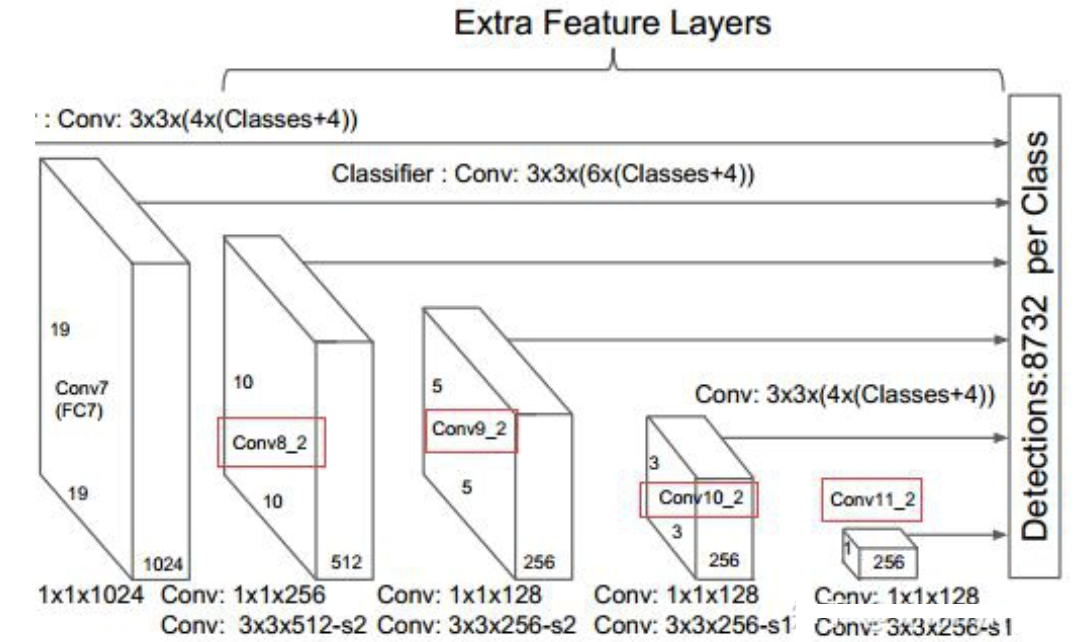 Extra Feature Layers
: Conv: 3x3x(4x(Classes+4))
Classifier : Conv: 3x3x(6x(Classes+4))
19
Conv7
(FC7)
19
1024
10
Conv8_2
10
512
5
Conv9_2
5
256
Conv: 3x3x(4x(Classes+4))
3
Conv10_2
3
256
Conv11_2
1
256
Detections:8732 per Class
1x1x1024
Conv: 1x1x256
Conv: 3x3x512-s2
Conv: 1x1x128
Conv: 3x3x256-s2
Conv: 1x1x128
Conv: 3x3x256-s1
Conv: 1x1x128
Conv: 3x3x256-s1